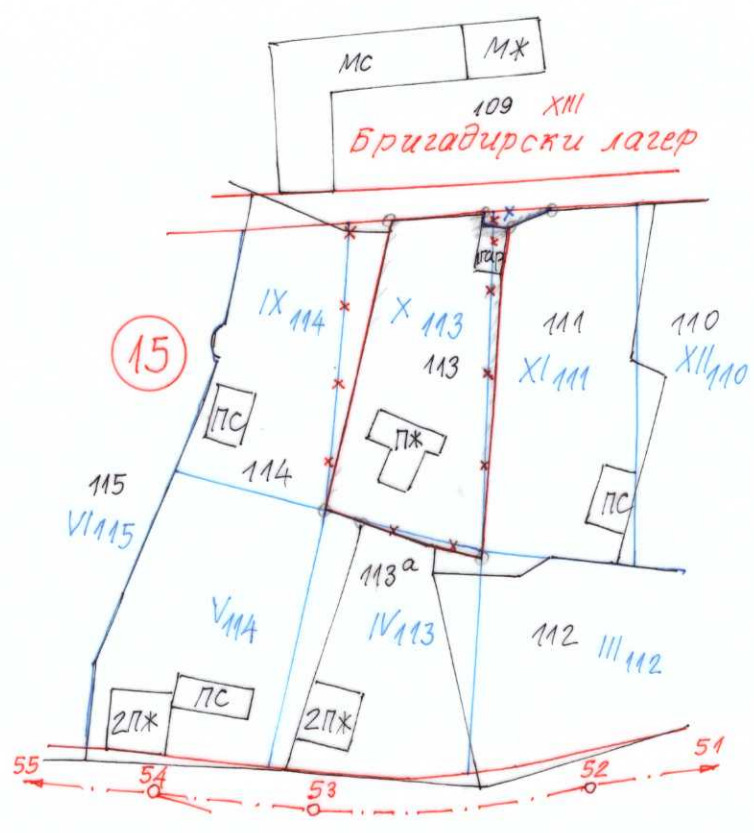 МС
МЖ
109 XIII
Бригадирски лагер
гар
IX 114
X 113
111
110
15
113
XI 111
XII 110
ПС
ПЖ
114
115
ПС
VI 115
113а
V 114
IV 113
112
III 112
ПС
2ПЖ
2ПЖ
55
54
53
52
51